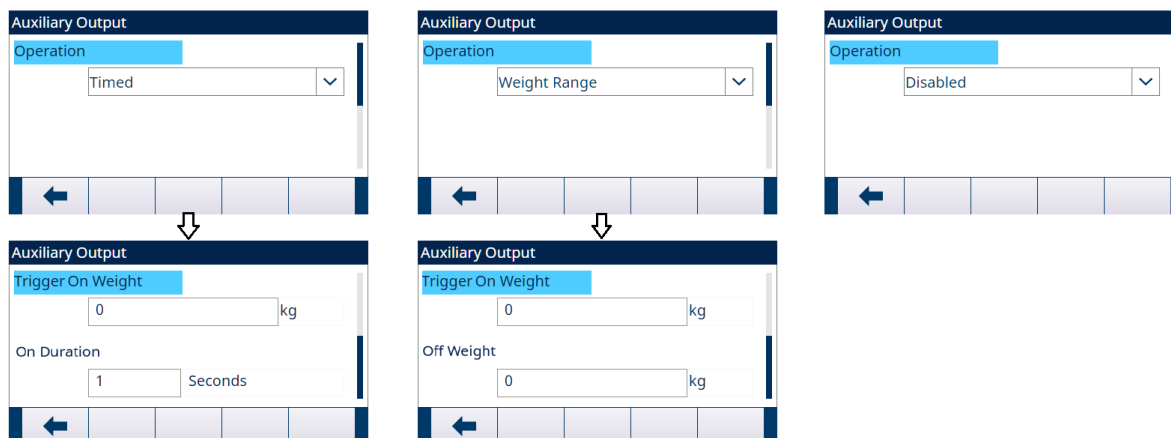 Auxiliary Output
Operation
Timed
Auxiliary Output
Operation
Weight Range
Auxiliary Output
Operation
Disabled
Auxiliary Output
Trigger On Weight
0 kg
On Duration
1 Seconds
Auxiliary Output
Trigger On Weight
0 kg
Off Weight
0 kg